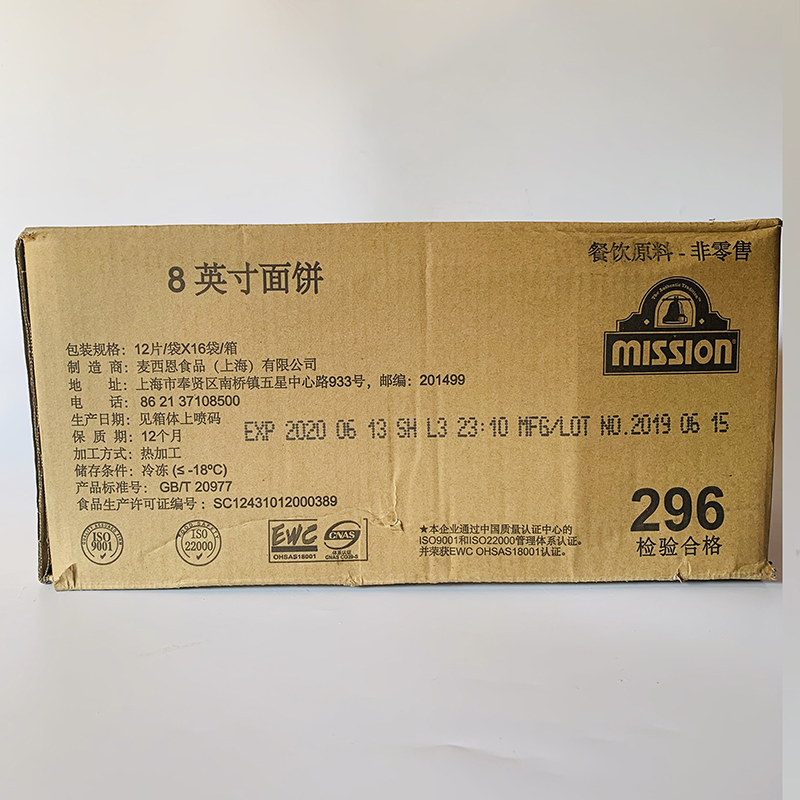 餐饮原料 - 非零售
8 英寸面饼
The Authentic Tradition
MISSION
包装规格：12片/袋X16袋/箱
制 造 商：麦西恩食品（上海）有限公司
地 址：上海市奉贤区南桥镇五星中心路933号，邮编：201499
电 话：86 21 37108500
生产日期：见箱体上喷码
保 质 期：12个月
EXP 2020 06 13 SH L3 23:10 MFG/LOT NO.2019 06 15
加工方式：热加工
储存条件：冷冻 (≤ -18ºC)
产品标准号：GB/T 20977
食品生产许可证编号：SC12431012000389
296
检验合格
ISO
9001
ISO
22000
EWC
OHSAS18001
CNAS
体系认证
★本企业通过中国质量认证中心的
ISO9001和ISO22000管理体系认证。
并荣获EWC OHSAS18001认证。